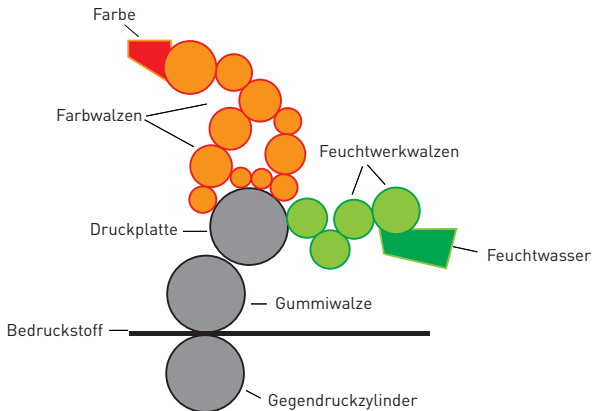 Farbe
Farbwalzen
Feuchtwerkwalzen
Druckplatte
Feuchtwasser
Gummiwalze
Bedruckstoff
Gegendruckzylinder